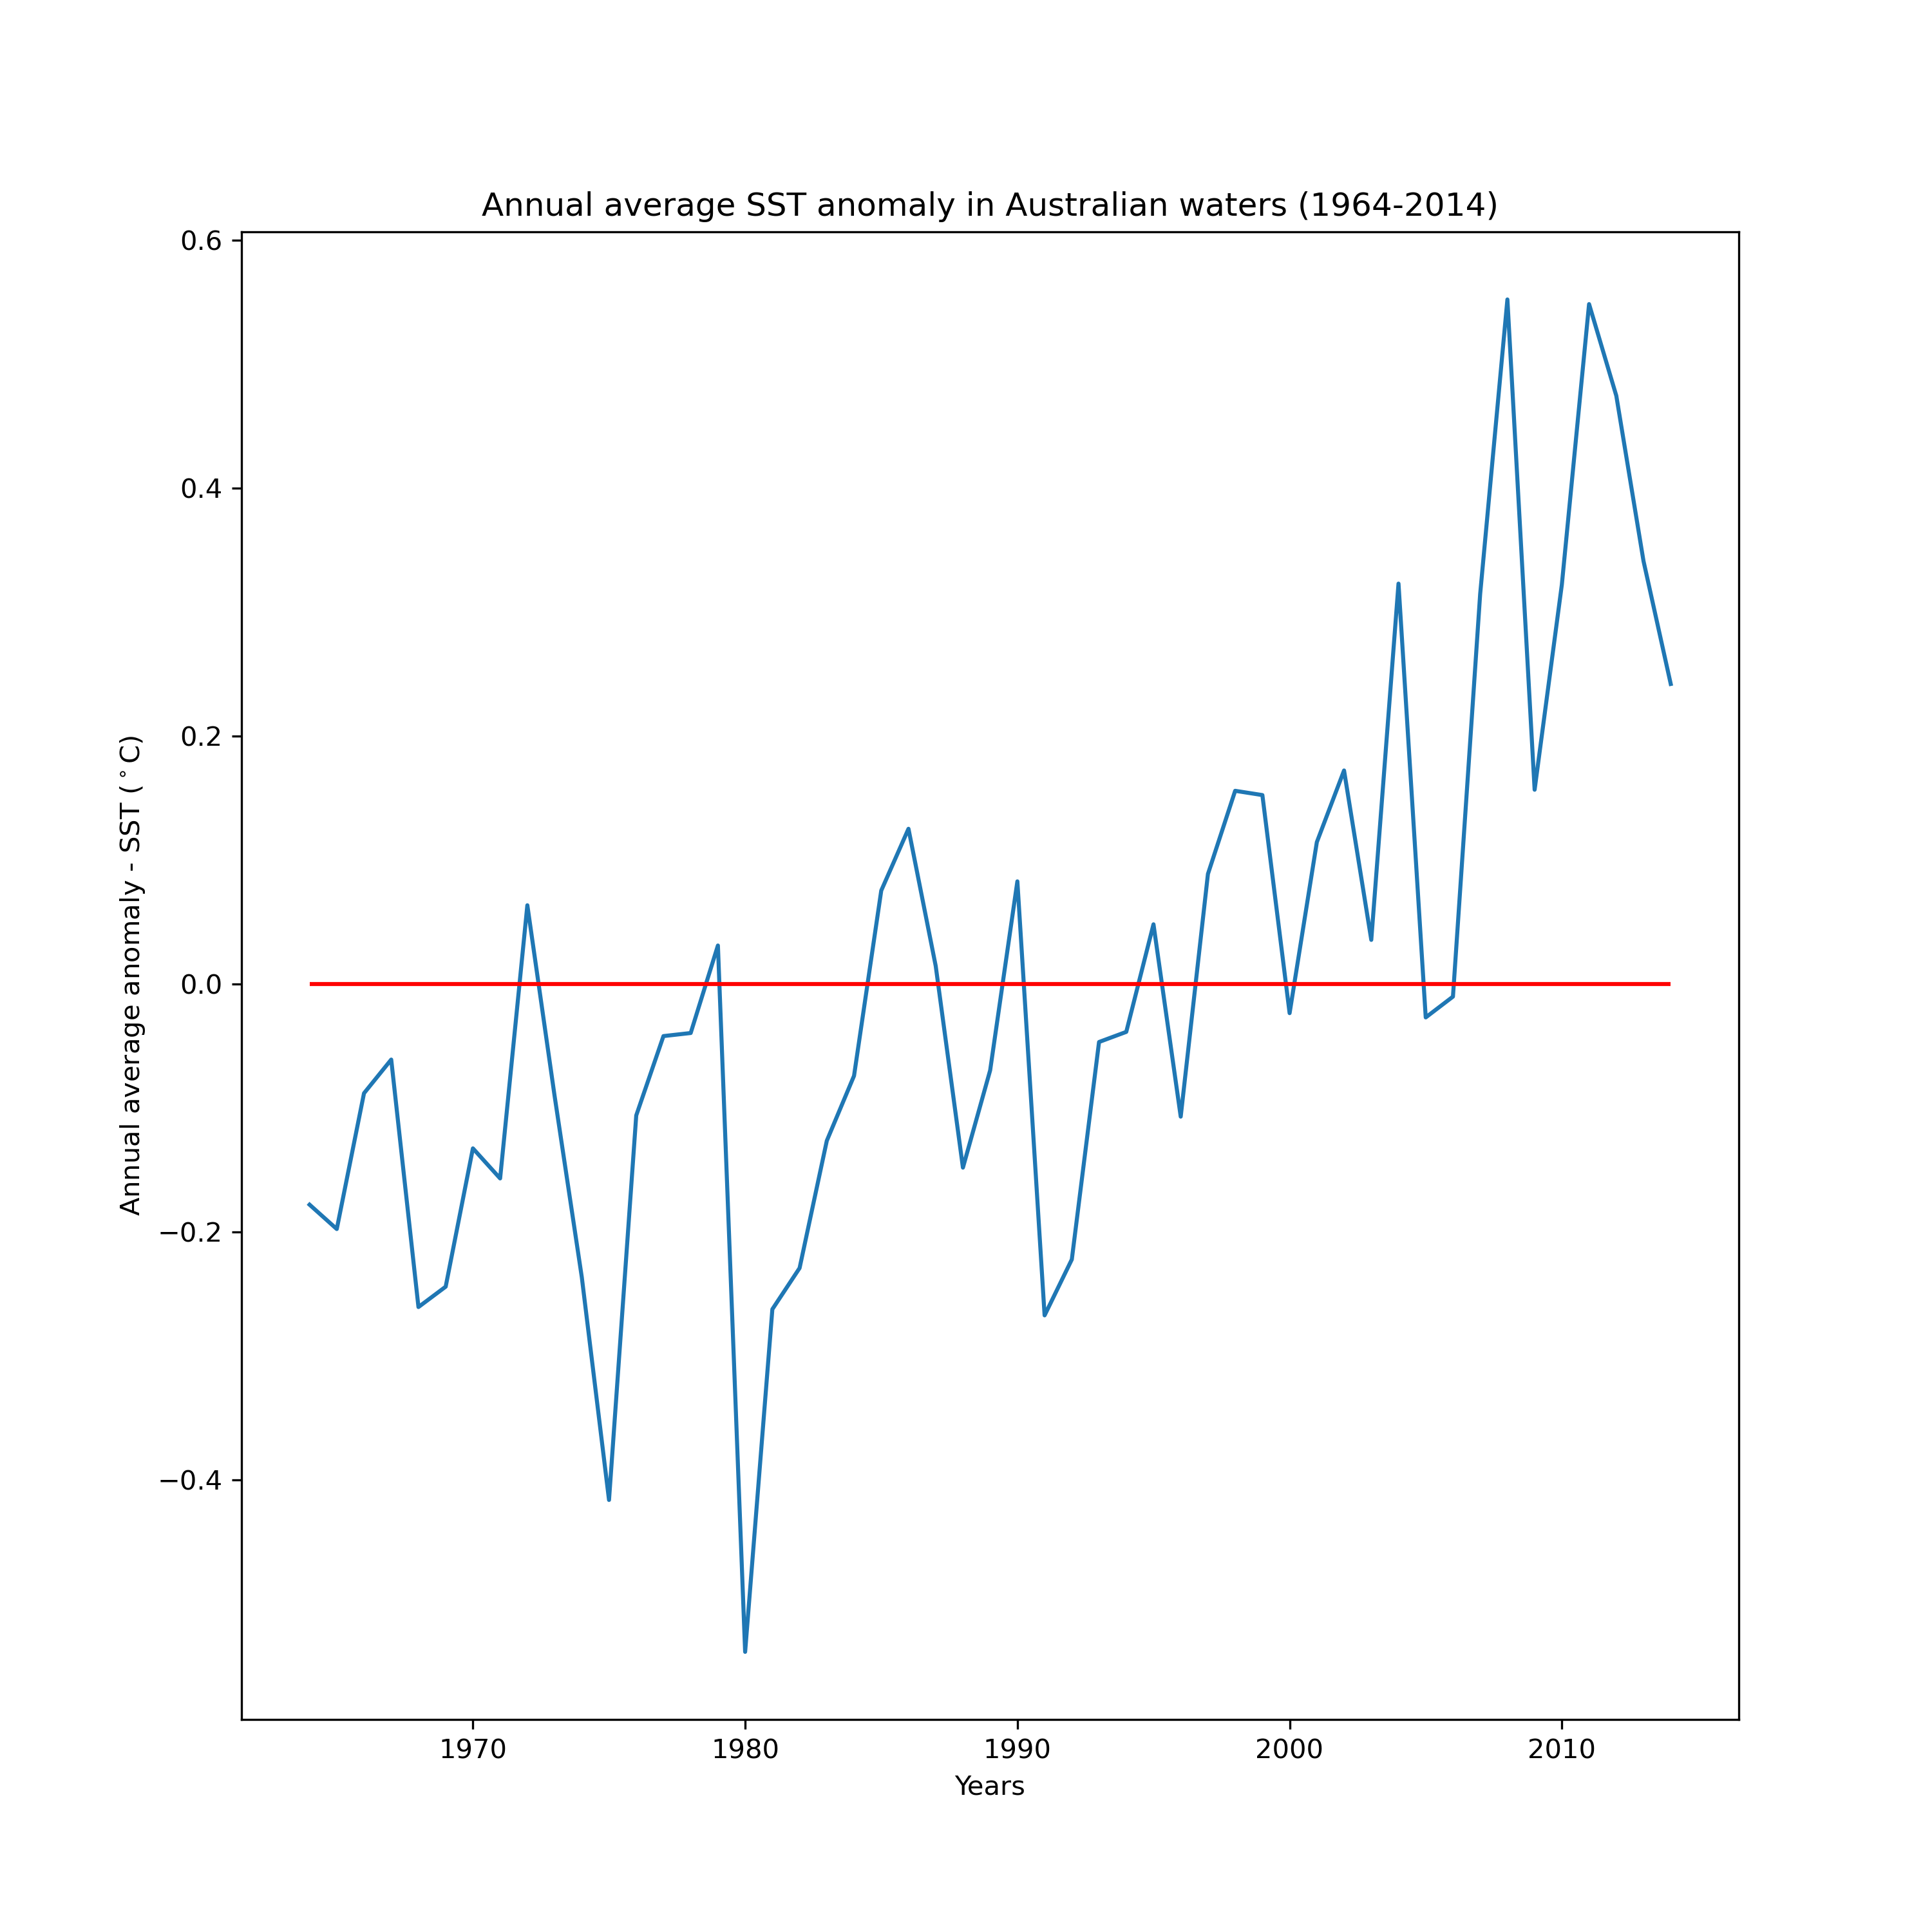 Annual average SST anomaly in Australian waters (1964-2014)
0.6
0.4
0.2
0.0
−0.2
−0.4
Annual average anomaly - SST (°C)
1970 1980 1990 2000 2010
Years